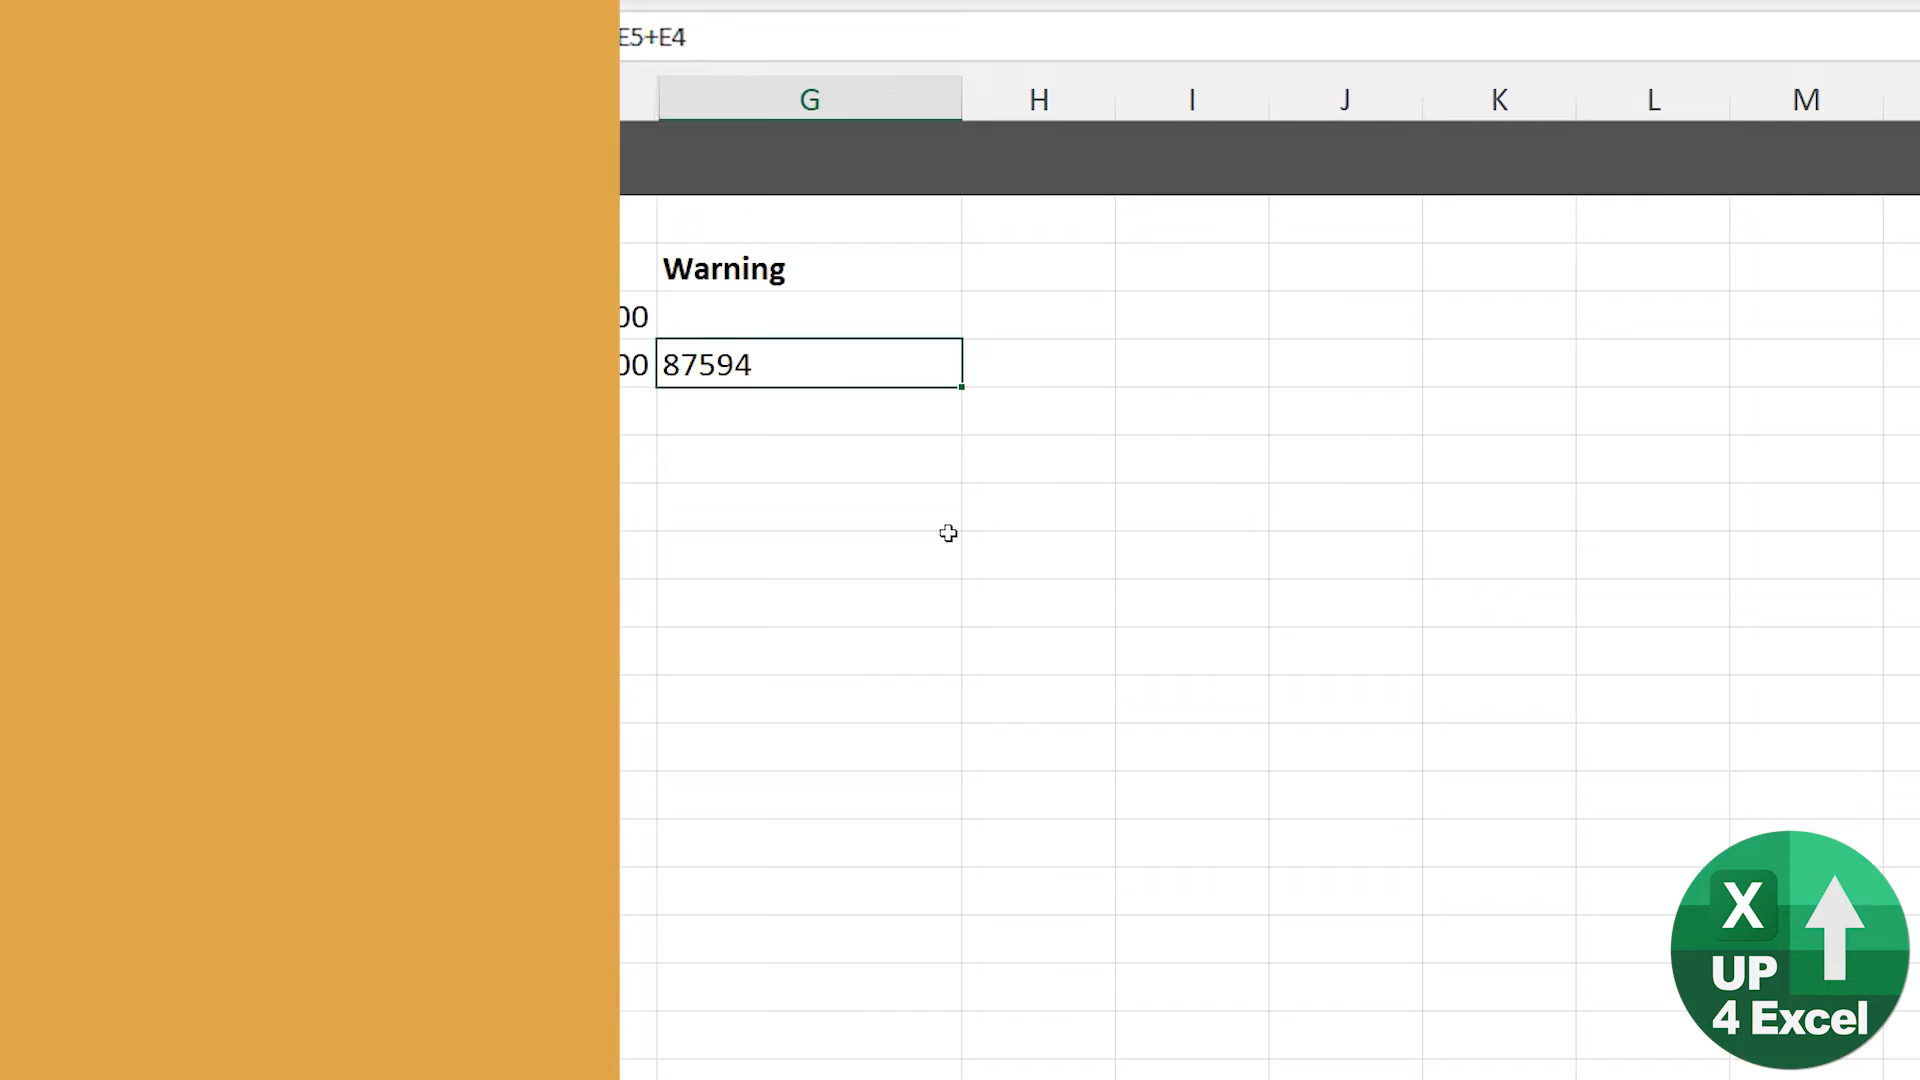 E5+E4
G H I J K L M
Warning
00
00 87594
X
UP
4 Excel